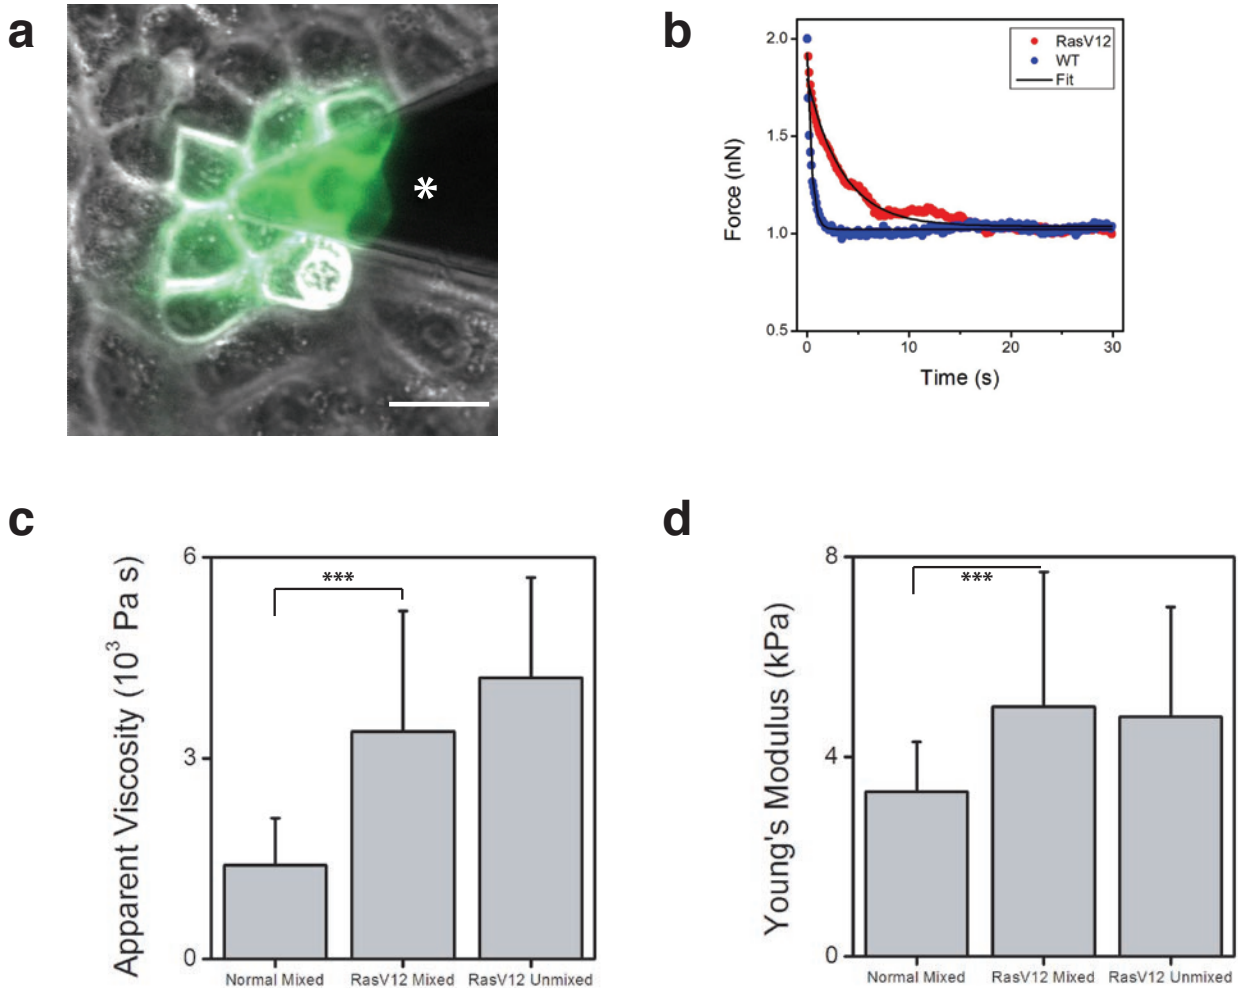 a
*
b
2.0
1.5
1.0
0.5
Force (nN)
RasV12
WT
Fit
0
10
20
30
Time (s)
c
6
3
0
Apparent Viscosity (10³ Pa s)
***
Normal Mixed
RasV12 Mixed
RasV12 Unmixed
d
8
4
0
Young's Modulus (kPa)
***
Normal Mixed
RasV12 Mixed
RasV12 Unmixed